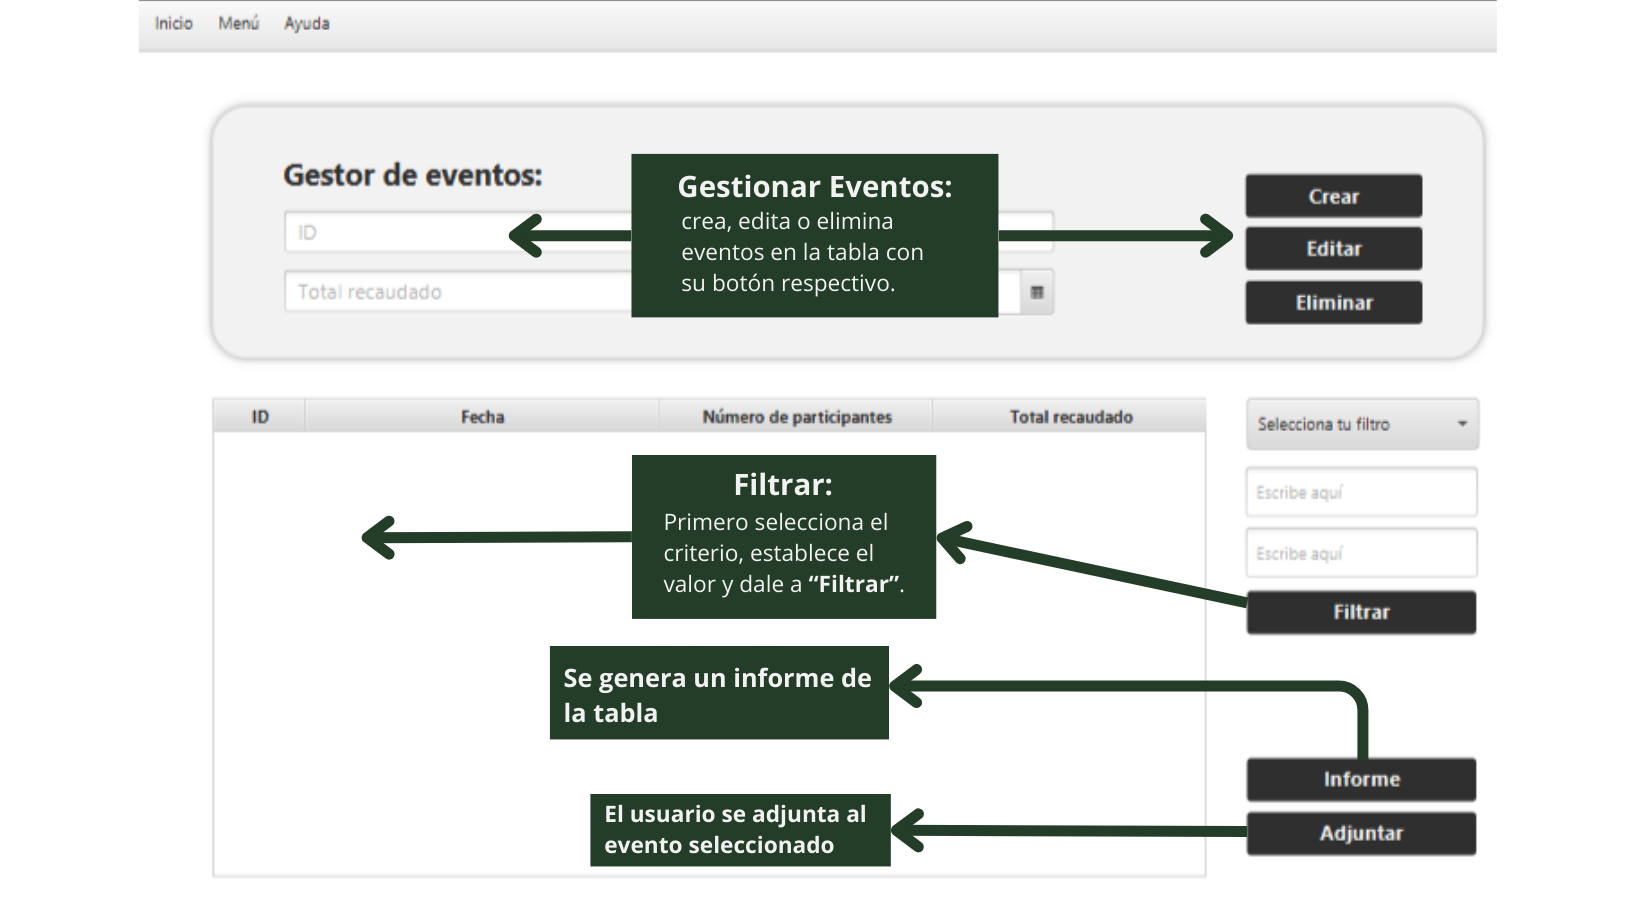 Inicio Menú Ayuda
Gestor de eventos:
ID
Total recaudado
Gestionar Eventos:
crea, edita o elimina
eventos en la tabla con
su botón respectivo.
Crear
Editar
Eliminar
ID Fecha Número de participantes Total recaudado
Selecciona tu filtro
Escribe aquí
Escribe aquí
Filtrar
Filtrar:
Primero selecciona el
criterio, establece el
valor y dale a “Filtrar”.
Se genera un informe de
la tabla
Informe
El usuario se adjunta al
evento seleccionado
Adjuntar